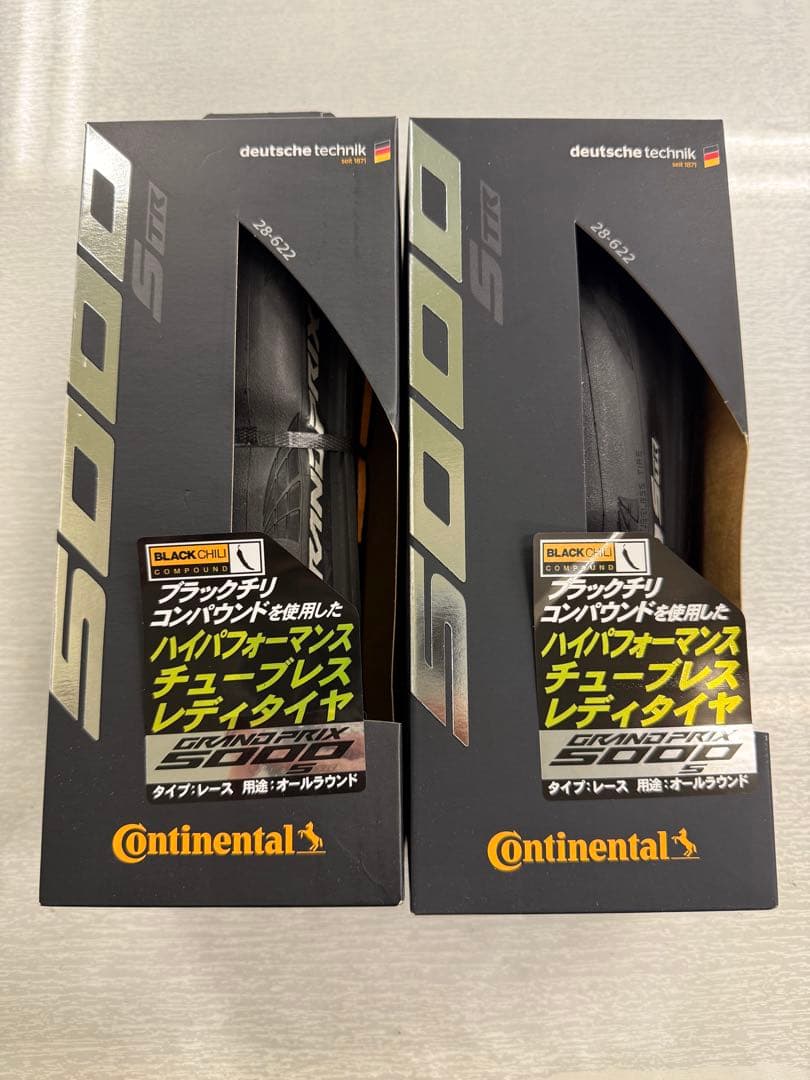 deutsche technik
seit 1871
5000
S TR
28-622
GRAND PRIX
BLACK CHILI
COMPOUND
ブラックチリ
コンパウンドを使用した
ハイパフォーマンス
チューブレス
レディタイヤ
GRAND PRIX
5000
S
タイプ:レース 用途:オールラウンド
Continental
deutsche technik
seit 1871
5000
S TR
28-622
BLACK CHILI
COMPOUND
ブラックチリ
コンパウンドを使用した
ハイパフォーマンス
チューブレス
レディタイヤ
GRAND PRIX
5000
S
タイプ:レース 用途:オールラウンド
Continental